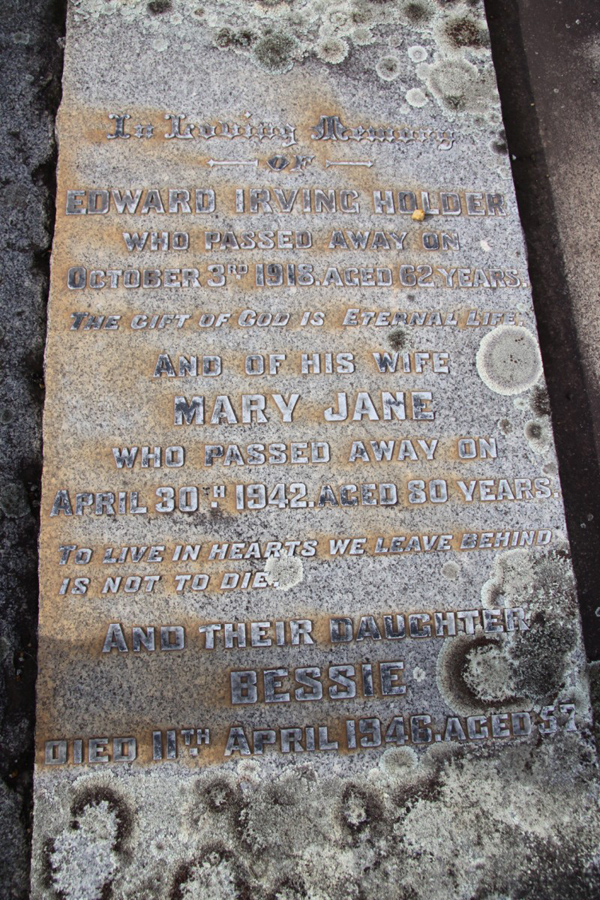 In Loving Memory
OF
EDWARD IRVING HOLDER
WHO PASSED AWAY ON
OCTOBER 3RD 1918. AGED 62 YEARS.
THE GIFT OF GOD IS ETERNAL LIFE.
AND OF HIS WIFE
MARY JANE
WHO PASSED AWAY ON
APRIL 30TH. 1942. AGED 80 YEARS.
TO LIVE IN HEARTS WE LEAVE BEHIND
IS NOT TO DIE.
AND THEIR DAUGHTER
BESSIE
DIED 11TH. APRIL 1946. AGED 57.